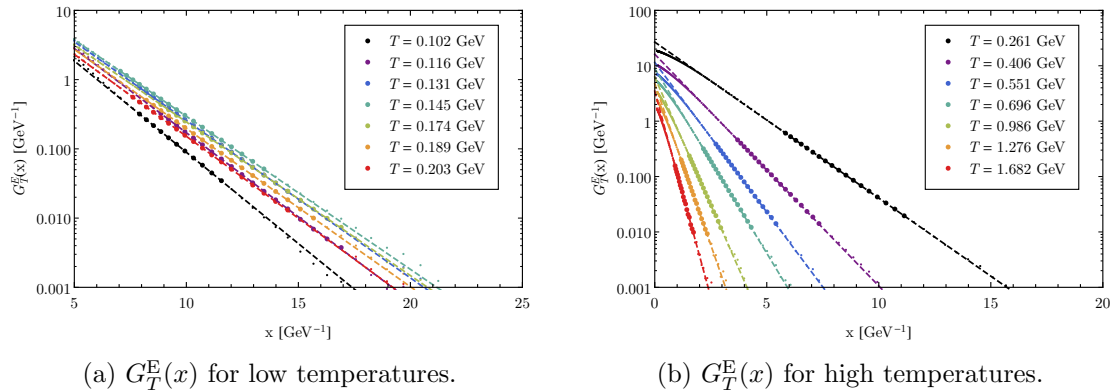 10
1
0.100
0.010
0.001
G_T^E(x) [GeV⁻¹]
5
10
15
20
25
x [GeV⁻¹]
T = 0.102 GeV
T = 0.116 GeV
T = 0.131 GeV
T = 0.145 GeV
T = 0.174 GeV
T = 0.189 GeV
T = 0.203 GeV
(a) G_T^E(x) for low temperatures.
100
10
1
0.100
0.010
0.001
G_T^E(x) [GeV⁻¹]
0
5
10
15
20
x [GeV⁻¹]
T = 0.261 GeV
T = 0.406 GeV
T = 0.551 GeV
T = 0.696 GeV
T = 0.986 GeV
T = 1.276 GeV
T = 1.682 GeV
(b) G_T^E(x) for high temperatures.